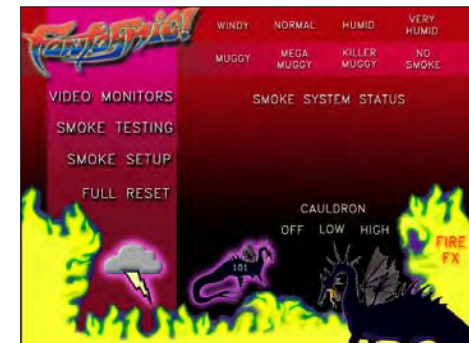 Fantasmic!
WINDY NORMAL HUMID VERY HUMID
MUGGY MEGA MUGGY KILLER MUGGY NO SMOKE
VIDEO MONITORS
SMOKE SYSTEM STATUS
SMOKE TESTING
SMOKE SETUP
FULL RESET
CAULDRON
OFF LOW HIGH
FIRE
FX
101